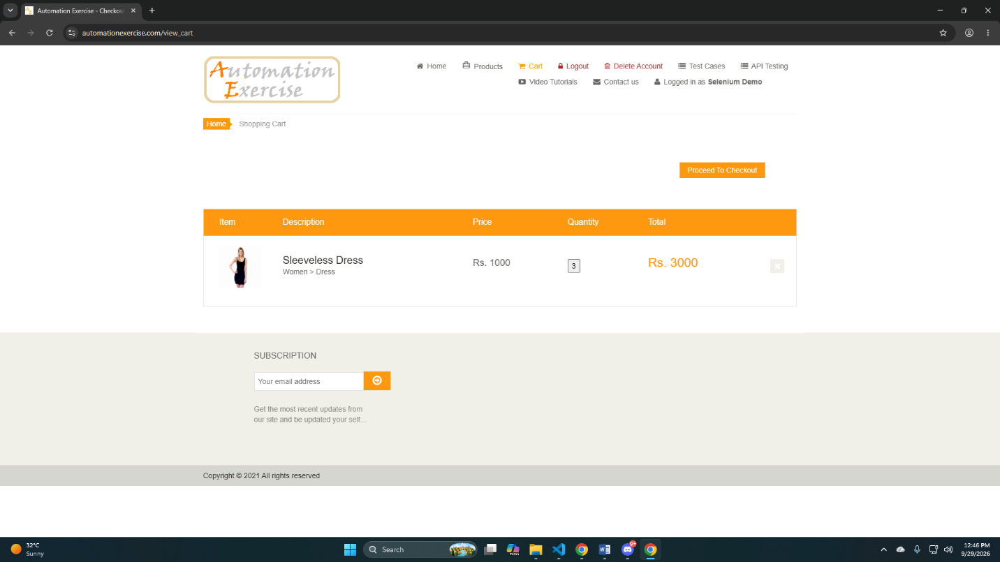 Automation Exercise - Checkou
automationexercise.com/view_cart
Automation
Exercise
Home Products Cart Logout Delete Account Test Cases API Testing
Video Tutorials Contact us Logged in as Selenium Demo
Home Shopping Cart
Proceed To Checkout
Item Description Price Quantity Total
Sleeveless Dress
Women > Dress
Rs. 1000 3 Rs. 3000
SUBSCRIPTION
Your email address
Get the most recent updates from
our site and be updated your self...
Copyright © 2021 All rights reserved
32°C
Sunny
Search
9+
12:46 PM
9/29/2026